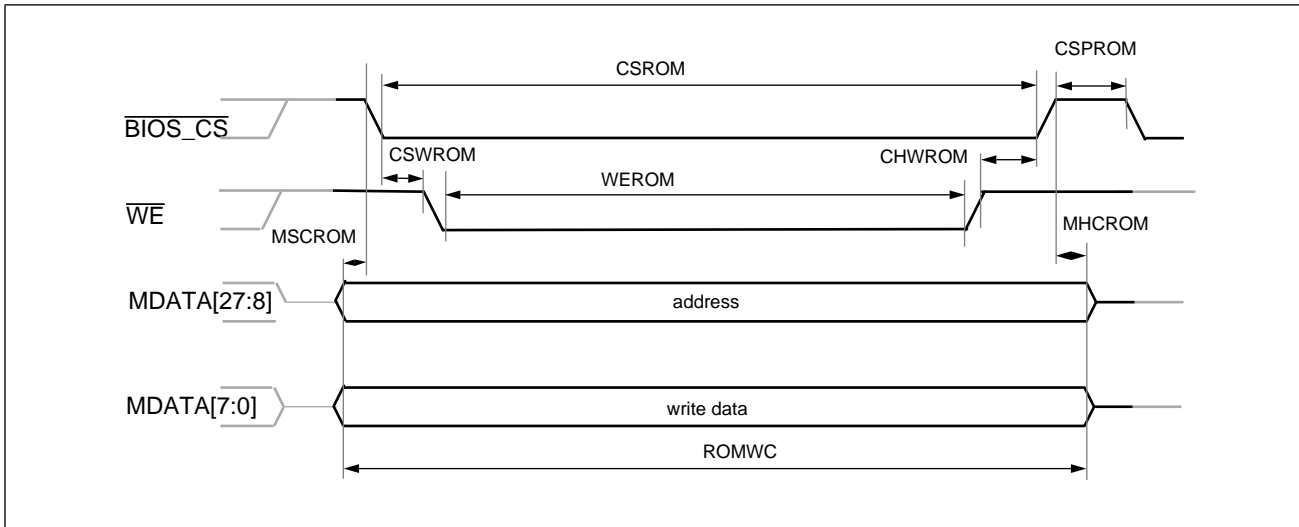 CSPROM
CSROM
BIOS_CS
CSWROM
CHWROM
WEROM
WE
MSCROM
MHCROM
MDATA[27:8]
address
MDATA[7:0]
write data
ROMWC